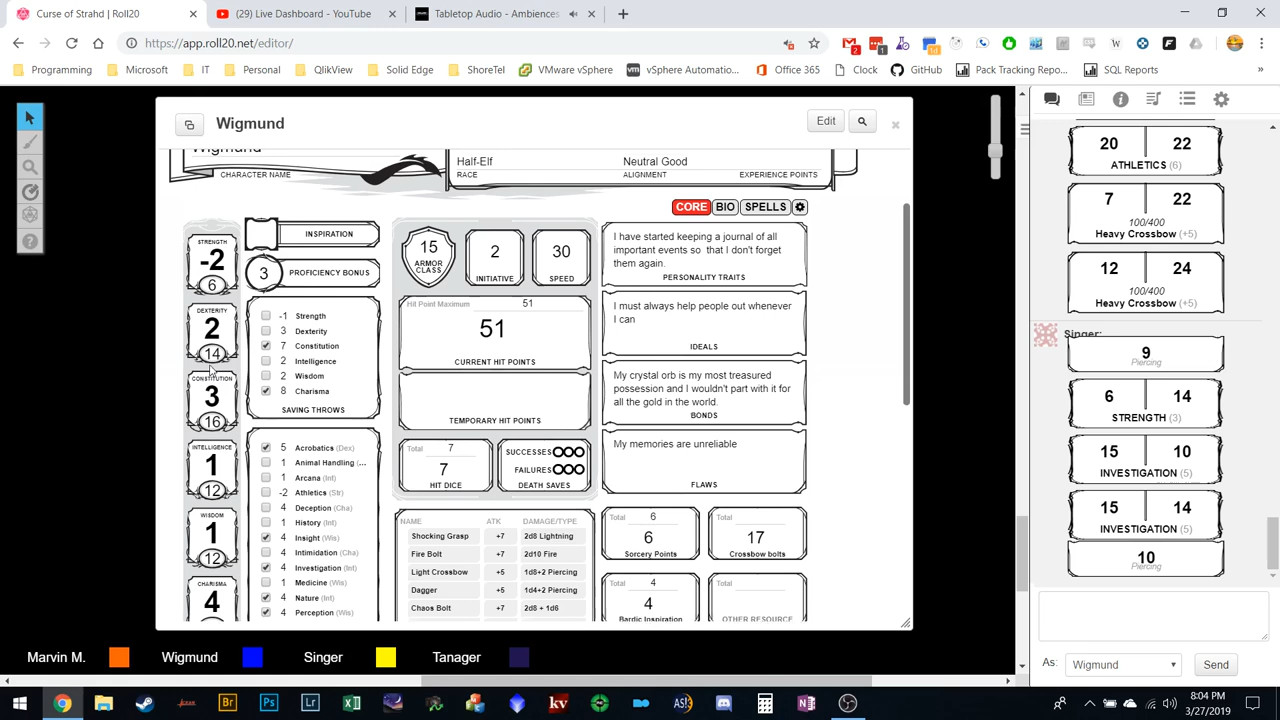 Curse of Strahd | Roll20
(29) Live Dashboard - YouTube
Tabletop Audio - Ambiences
https://app.roll20.net/editor/
Programming
Microsoft
IT
Personal
QlikView
Solid Edge
ShoreTel
VMware vSphere
vSphere Automatio...
Office 365
Clock
GitHub
Pack Tracking Repo...
SQL Reports
Wigmund
Edit
CHARACTER NAME
Half-Elf
Neutral Good
RACE
ALIGNMENT
EXPERIENCE POINTS
CORE
BIO
SPELLS
STRENGTH
-2
6
DEXTERITY
2
14
CONSTITUTION
3
16
INTELLIGENCE
1
12
WISDOM
1
12
CHARISMA
4
INSPIRATION
3 PROFICIENCY BONUS
-1 Strength
3 Dexterity
7 Constitution
2 Intelligence
2 Wisdom
8 Charisma
SAVING THROWS
5 Acrobatics (Dex)
1 Animal Handling (...
1 Arcana (Int)
-2 Athletics (Str)
4 Deception (Cha)
1 History (Int)
4 Insight (Wis)
4 Intimidation (Cha)
4 Investigation (Int)
1 Medicine (Wis)
4 Nature (Int)
4 Perception (Wis)
15
ARMOR
CLASS
2
INITIATIVE
30
SPEED
Hit Point Maximum 51
51
CURRENT HIT POINTS
TEMPORARY HIT POINTS
Total 7
7
HIT DICE
SUCCESSES
FAILURES
DEATH SAVES
NAME ATK DAMAGE/TYPE
Shocking Grasp +7 2d8 Lightning
Fire Bolt +7 2d10 Fire
Light Crossbow +5 1d8+2 Piercing
Dagger +5 1d4+2 Piercing
Chaos Bolt +7 2d8 + 1d6
I have started keeping a journal of all
important events so that I don't forget
them again.
PERSONALITY TRAITS
I must always help people out whenever
I can
IDEALS
My crystal orb is my most treasured
possession and I wouldn't part with it for
all the gold in the world.
BONDS
My memories are unreliable
FLAWS
Total 6
6
Sorcery Points
Total
17
Crossbow bolts
Total 4
4
Bardic Inspiration
Total
OTHER RESOURCE
Marvin M.
Wigmund
Singer
Tanager
20 22
ATHLETICS (6)
7 22
100/400
Heavy Crossbow (+5)
12 24
100/400
Heavy Crossbow (+5)
Singer:
9
Piercing
6 14
STRENGTH (3)
15 10
INVESTIGATION (5)
15 14
INVESTIGATION (5)
10
Piercing
As: Wigmund
Send
8:04 PM
3/27/2019